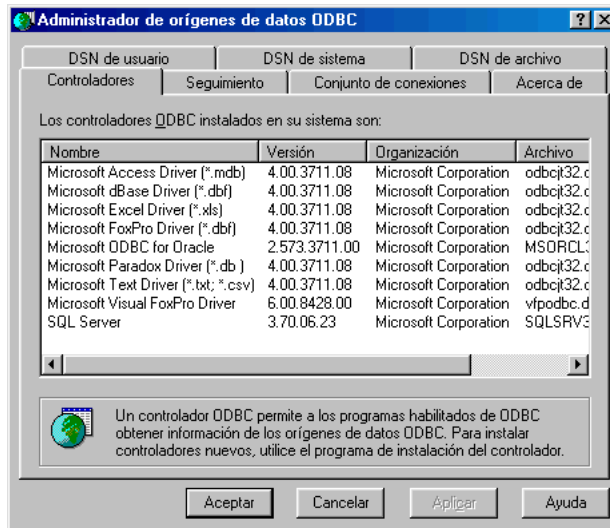 Administrador de orígenes de datos ODBC
DSN de usuario DSN de sistema DSN de archivo
Controladores Seguimiento Conjunto de conexiones Acerca de
Los controladores ODBC instalados en su sistema son:
Nombre Versión Organización Archivo
Microsoft Access Driver (*.mdb) 4.00.3711.08 Microsoft Corporation odbcjt32.d
Microsoft dBase Driver (*.dbf) 4.00.3711.08 Microsoft Corporation odbcjt32.d
Microsoft Excel Driver (*.xls) 4.00.3711.08 Microsoft Corporation odbcjt32.d
Microsoft FoxPro Driver (*.dbf) 4.00.3711.08 Microsoft Corporation odbcjt32.d
Microsoft ODBC for Oracle 2.573.3711.00 Microsoft Corporation MSORCL3
Microsoft Paradox Driver (*.db ) 4.00.3711.08 Microsoft Corporation odbcjt32.d
Microsoft Text Driver (*.txt; *.csv) 4.00.3711.08 Microsoft Corporation odbcjt32.d
Microsoft Visual FoxPro Driver 6.00.8428.00 Microsoft Corporation vfpodbc.d
SQL Server 3.70.06.23 Microsoft Corporation SQLSRV3
Un controlador ODBC permite a los programas habilitados de ODBC
obtener información de los orígenes de datos ODBC. Para instalar
controladores nuevos, utilice el programa de instalación del controlador.
Aceptar Cancelar Aplicar Ayuda